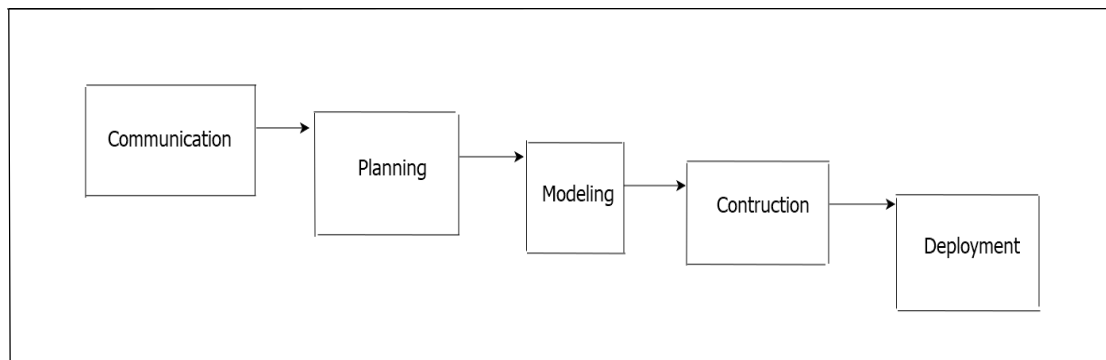 Communication
Planning
Modeling
Contruction
Deployment